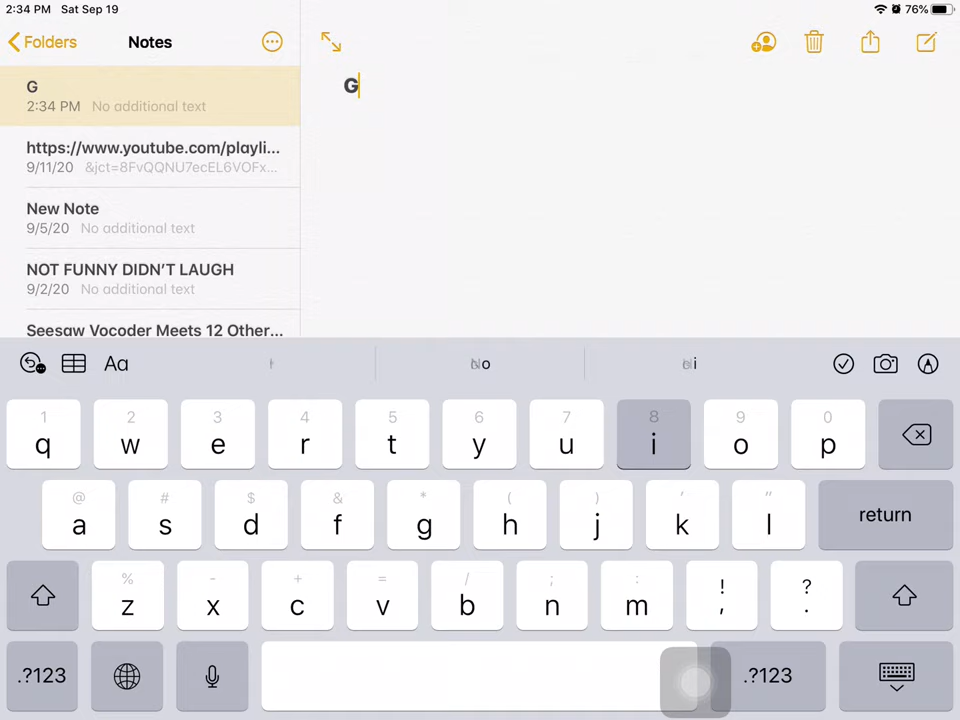 2:34 PM Sat Sep 19
76%
Folders
Notes
G
2:34 PM No additional text
https://www.youtube.com/playli...
9/11/20 &jct=8FvQQNU7ecEL6VOFx...
New Note
9/5/20 No additional text
NOT FUNNY DIDN'T LAUGH
9/2/20 No additional text
Seesaw Vocoder Meets 12 Other...
G
Aa
1 2 3 4 5 6 7 8 9 0
q w e r t y u i o p
@ # $ & * ( ) ' "
a s d f g h j k l return
% - + = / ; : ! ?
z x c v b n m , .
.?123 .?123